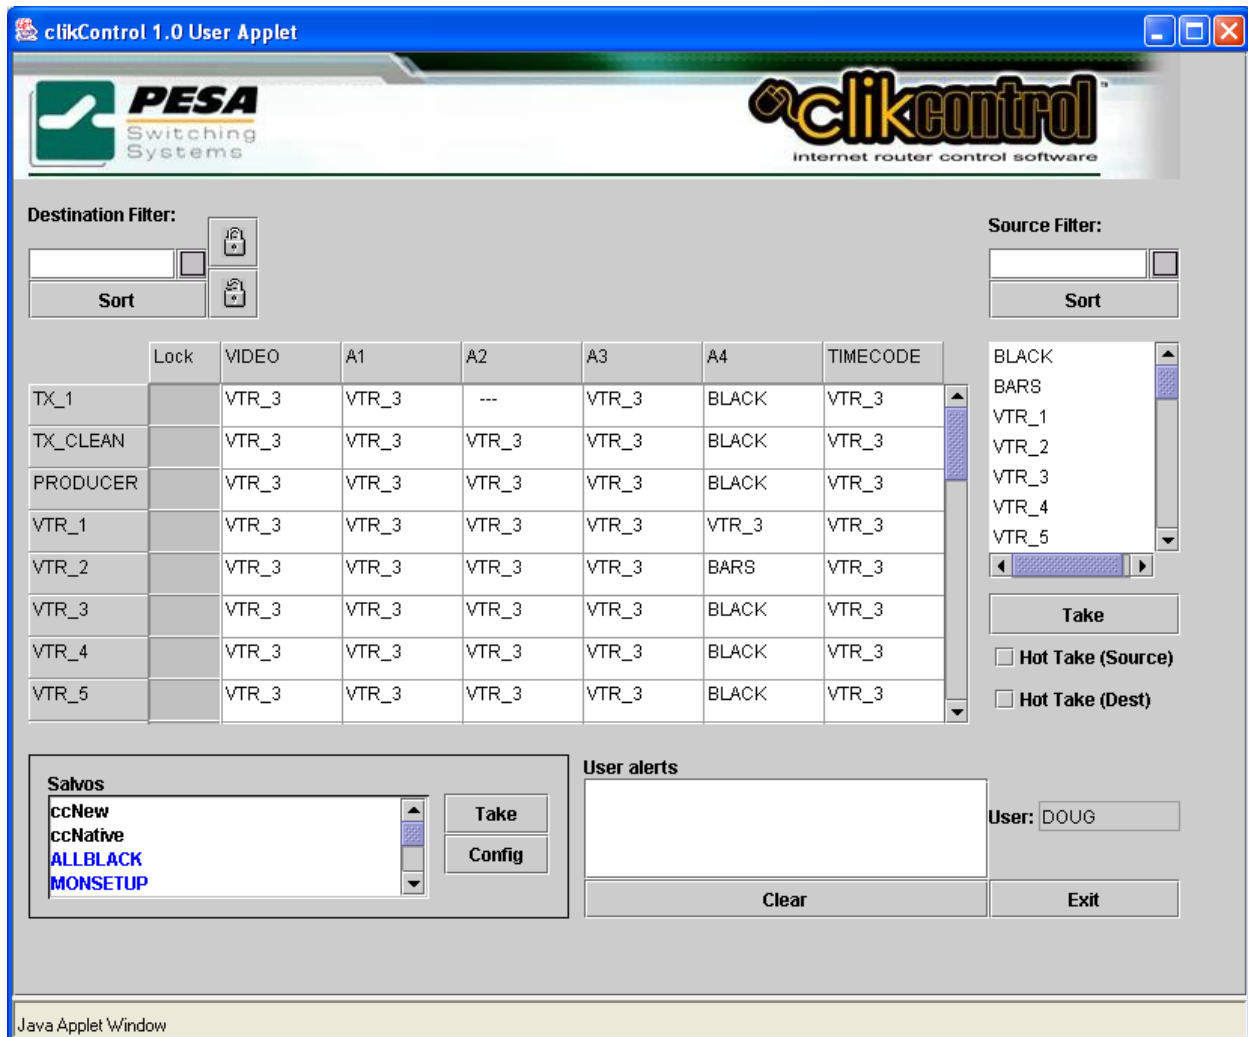 clikControl 1.0 User Applet
PESA
Switching
Systems
clikcontrol™
internet router control software
Destination Filter:
Source Filter:
Sort
Sort
Lock VIDEO A1 A2 A3 A4 TIMECODE
TX_1 VTR_3 VTR_3 --- VTR_3 BLACK VTR_3
TX_CLEAN VTR_3 VTR_3 VTR_3 VTR_3 BLACK VTR_3
PRODUCER VTR_3 VTR_3 VTR_3 VTR_3 BLACK VTR_3
VTR_1 VTR_3 VTR_3 VTR_3 VTR_3 VTR_3 VTR_3
VTR_2 VTR_3 VTR_3 VTR_3 VTR_3 BARS VTR_3
VTR_3 VTR_3 VTR_3 VTR_3 VTR_3 BLACK VTR_3
VTR_4 VTR_3 VTR_3 VTR_3 VTR_3 BLACK VTR_3
VTR_5 VTR_3 VTR_3 VTR_3 VTR_3 BLACK VTR_3
BLACK
BARS
VTR_1
VTR_2
VTR_3
VTR_4
VTR_5
Take
Hot Take (Source)
Hot Take (Dest)
Salvos
ccNew
ccNative
ALLBLACK
MONSETUP
Take
Config
User alerts
Clear
User: DOUG
Exit
Java Applet Window